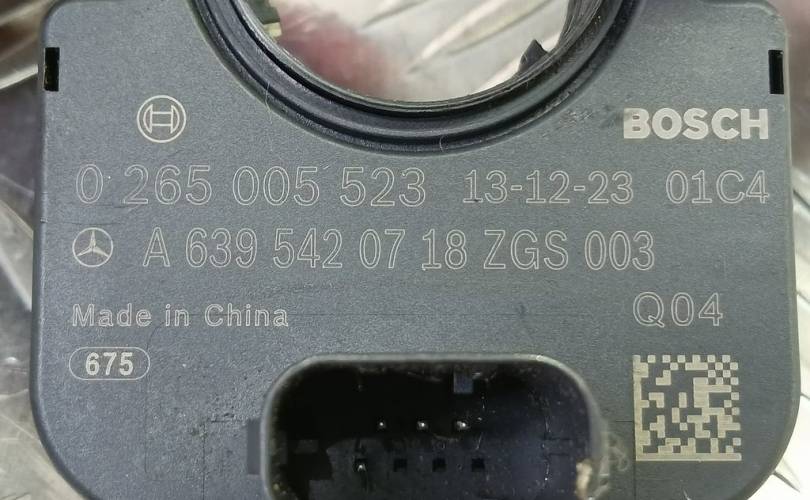 BOSCH
0 265 005 523 13-12-23 01C4
A 639 542 07 18 ZGS 003
Made in China Q04
675